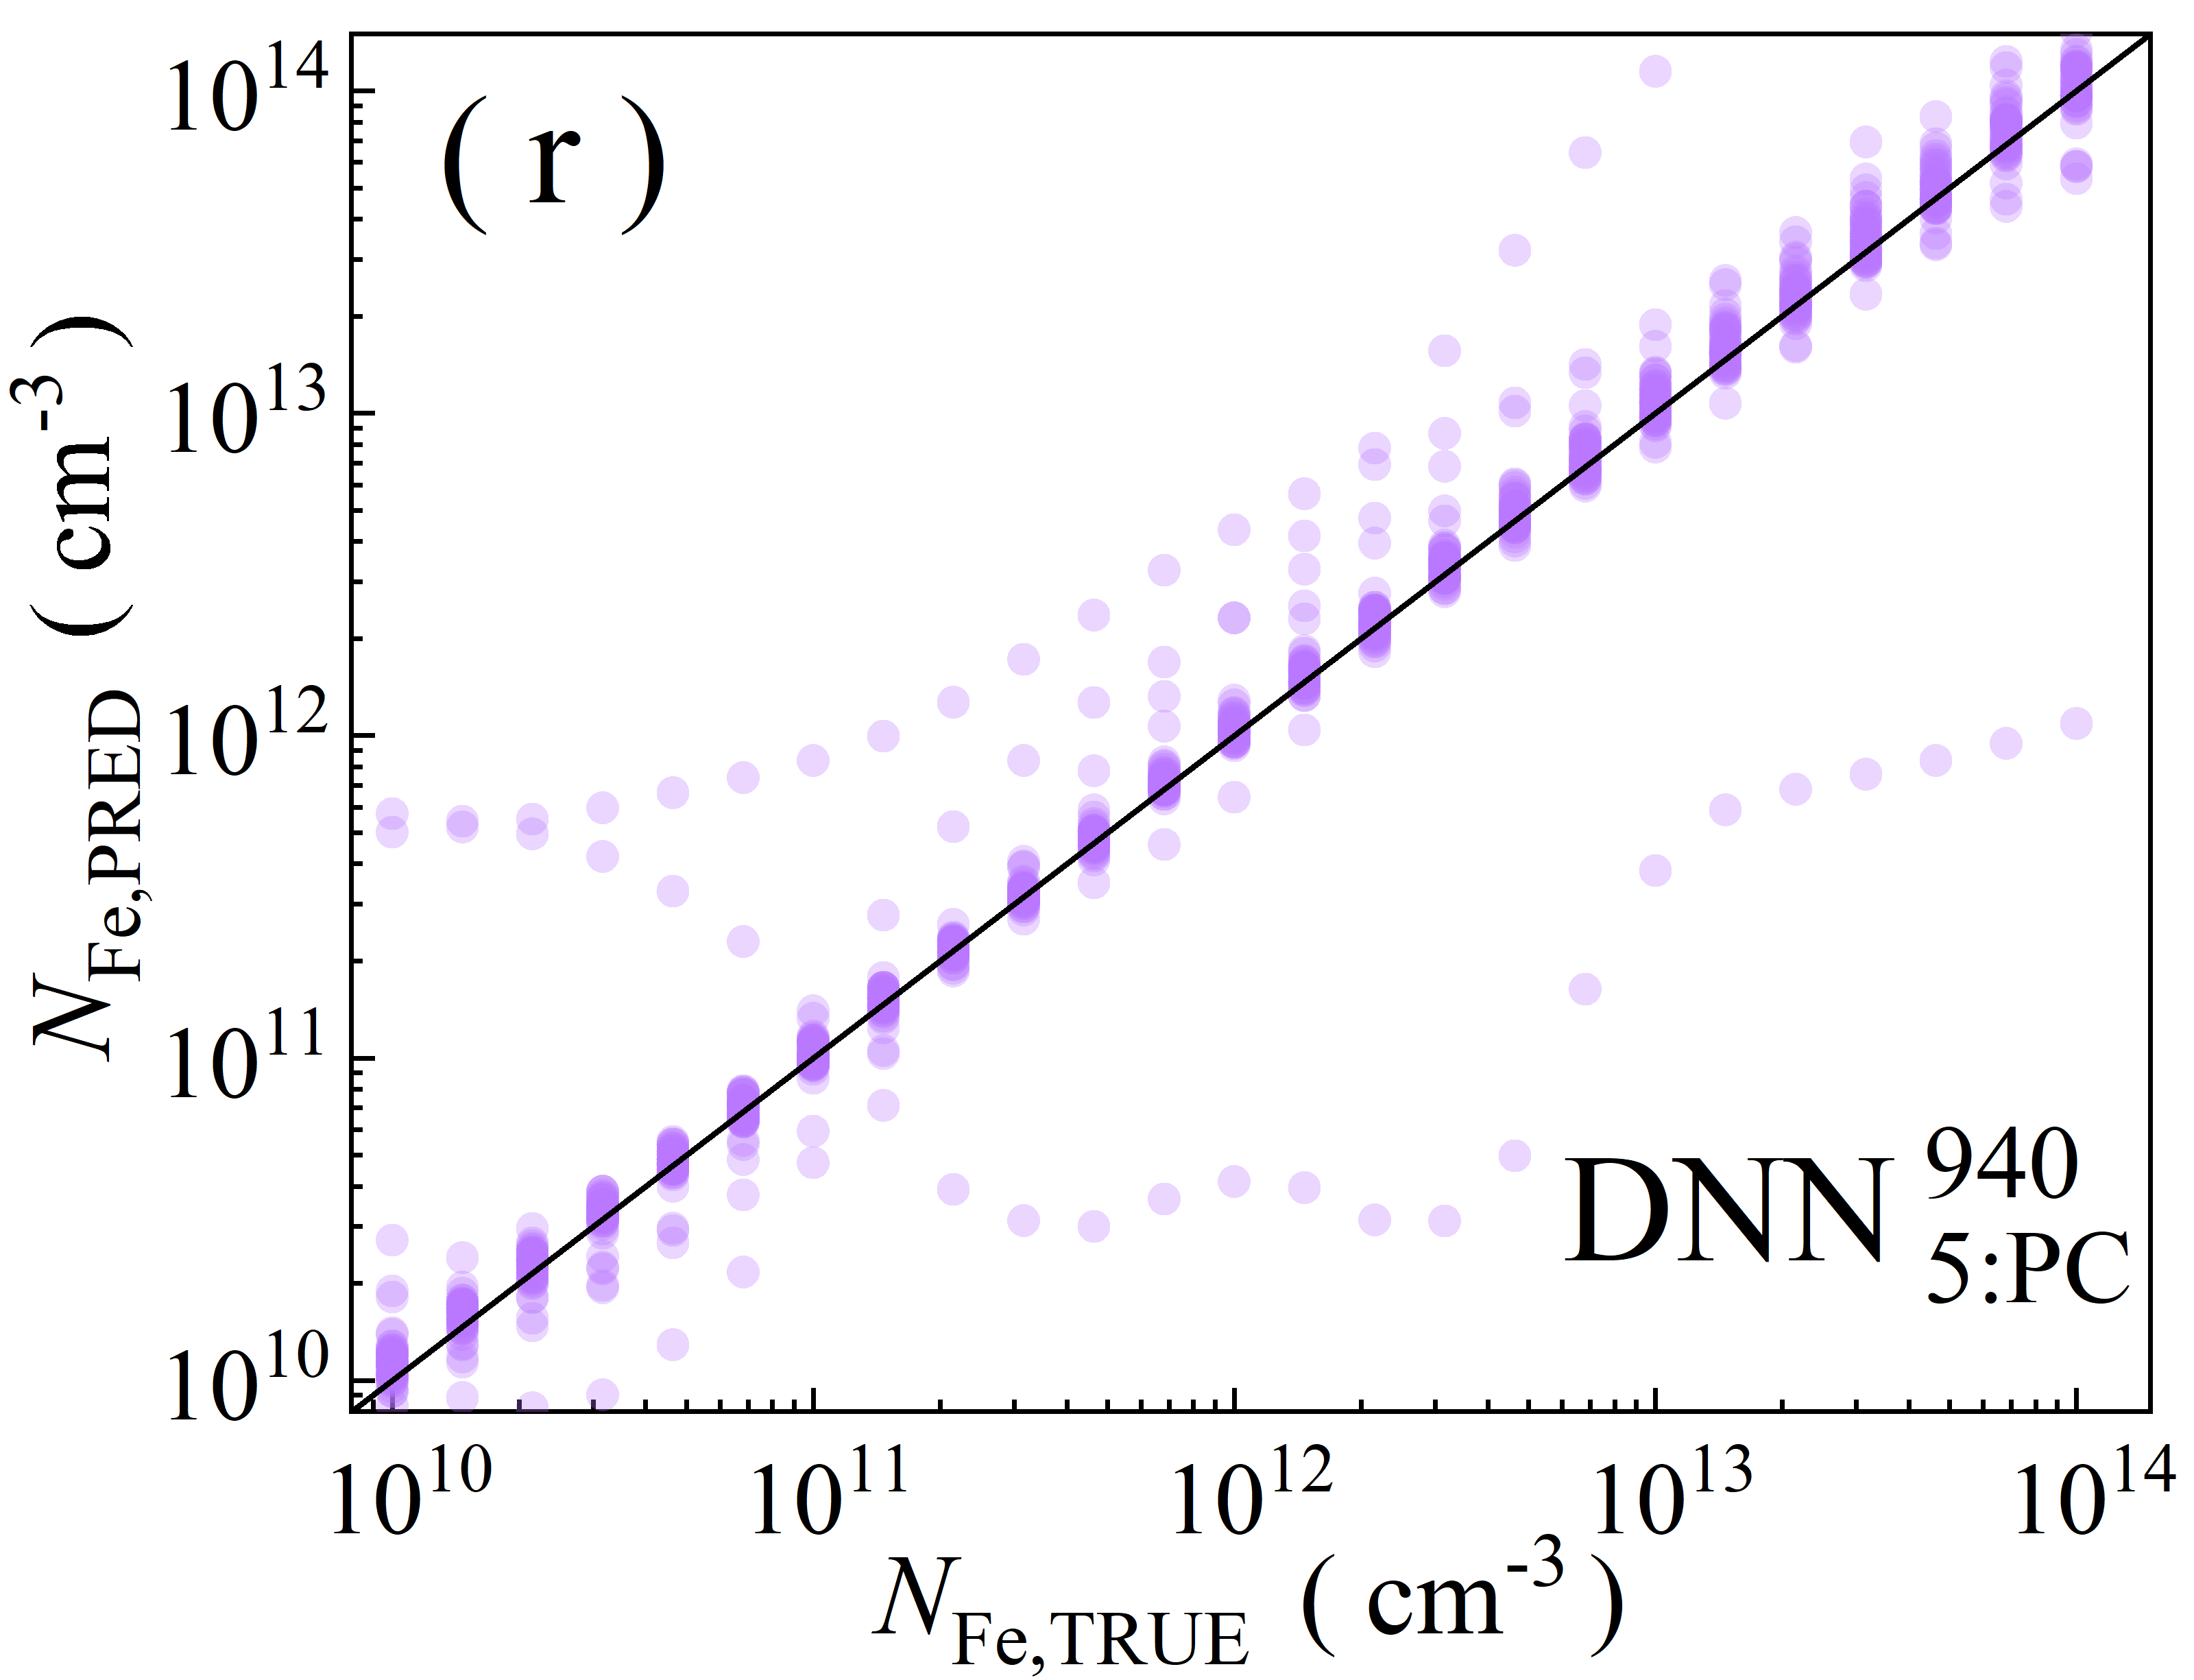 ( r )
10^14
10^13
10^12
10^11
10^10
N_Fe,PRED ( cm^-3 )
DNN 940 5:PC
10^10 10^11 10^12 10^13 10^14
N_Fe,TRUE ( cm^-3 )